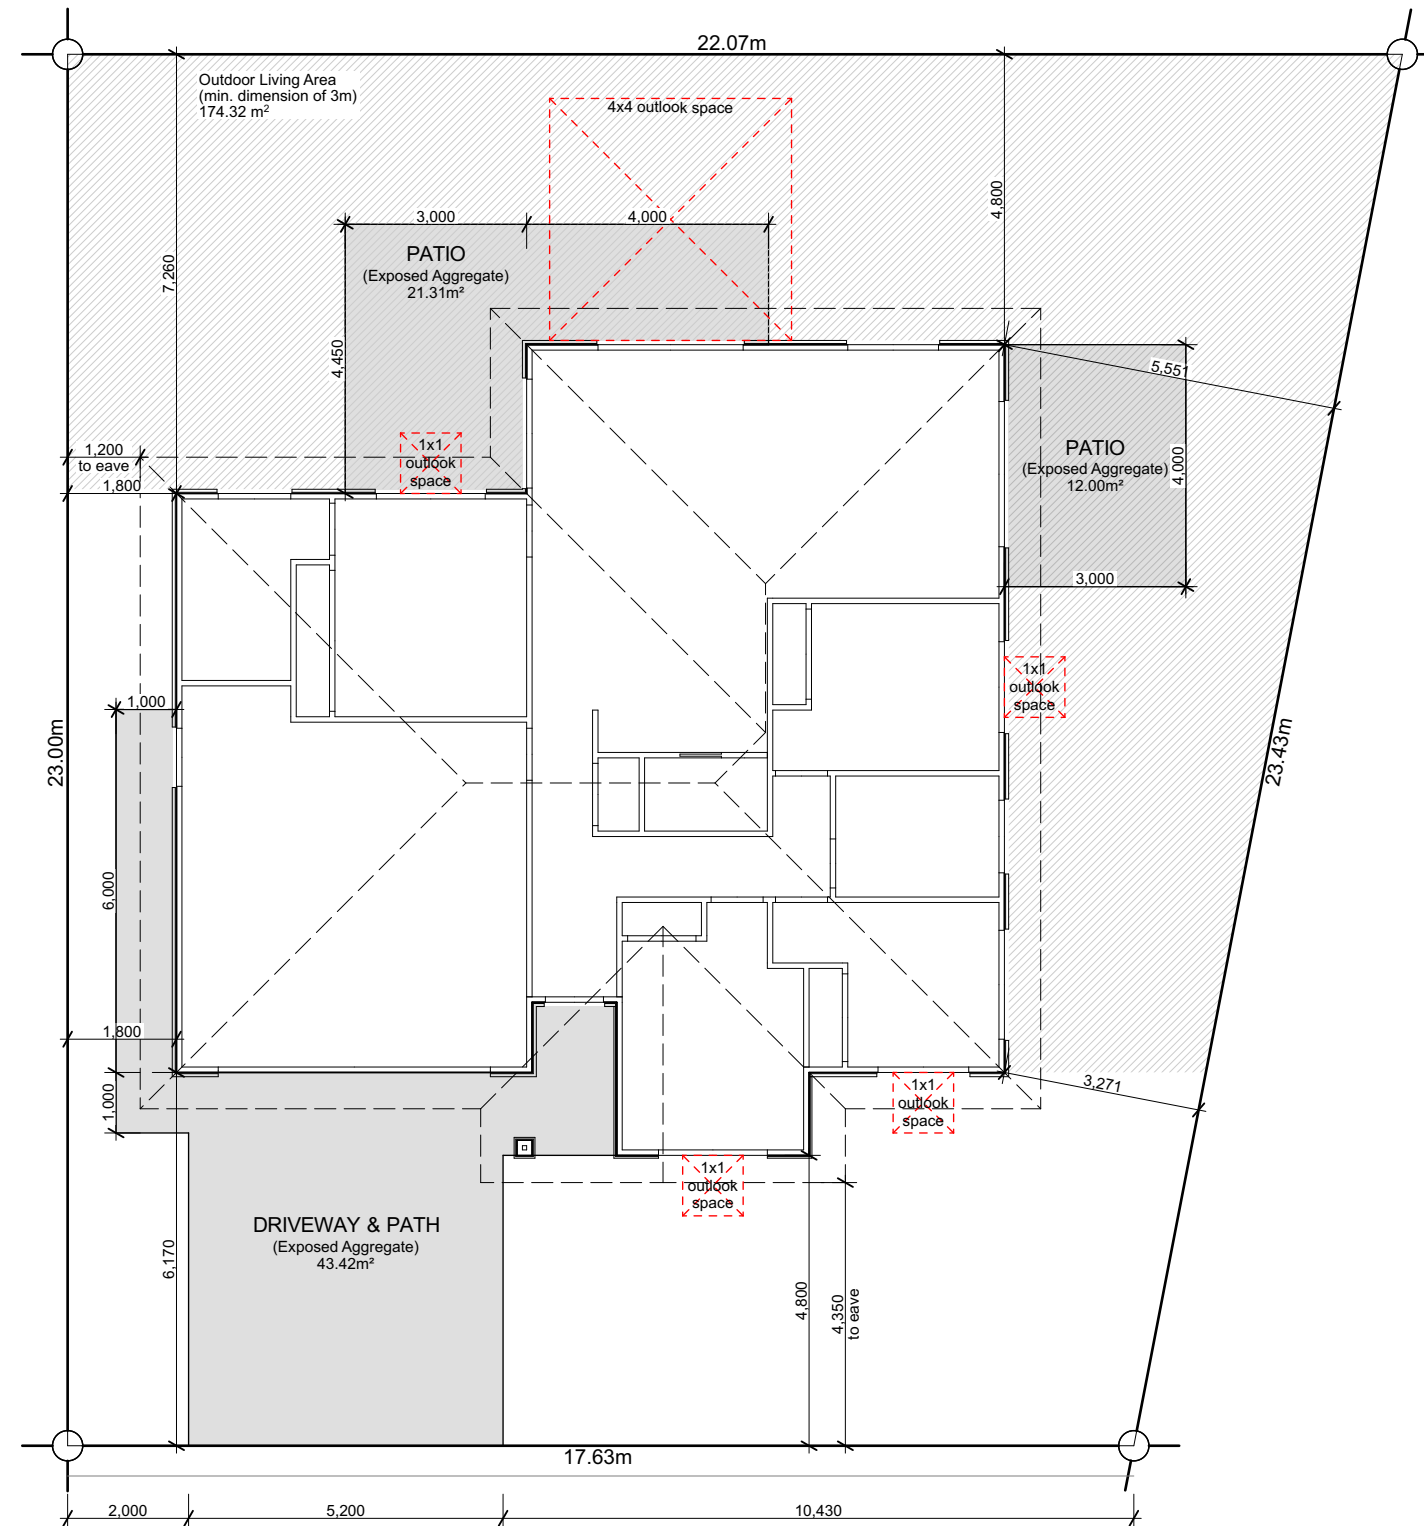 22.07m
Outdoor Living Area
(min. dimension of 3m)
174.32 m²
4x4 outlook space
4,800
3,000
4,000
7,260
PATIO
(Exposed Aggregate)
21.31m²
4,450
5,551
1,200
to eave
1x1
outlook
space
PATIO
(Exposed Aggregate)
12.00m²
4,000
1,800
3,000
1x1
outlook
space
1,000
23.00m
23.43m
6,000
1,800
1,000
3,271
1x1
outlook
space
1x1
outlook
space
DRIVEWAY & PATH
(Exposed Aggregate)
43.42m²
6,170
4,800
4,350
to eave
17.63m
2,000
5,200
10,430